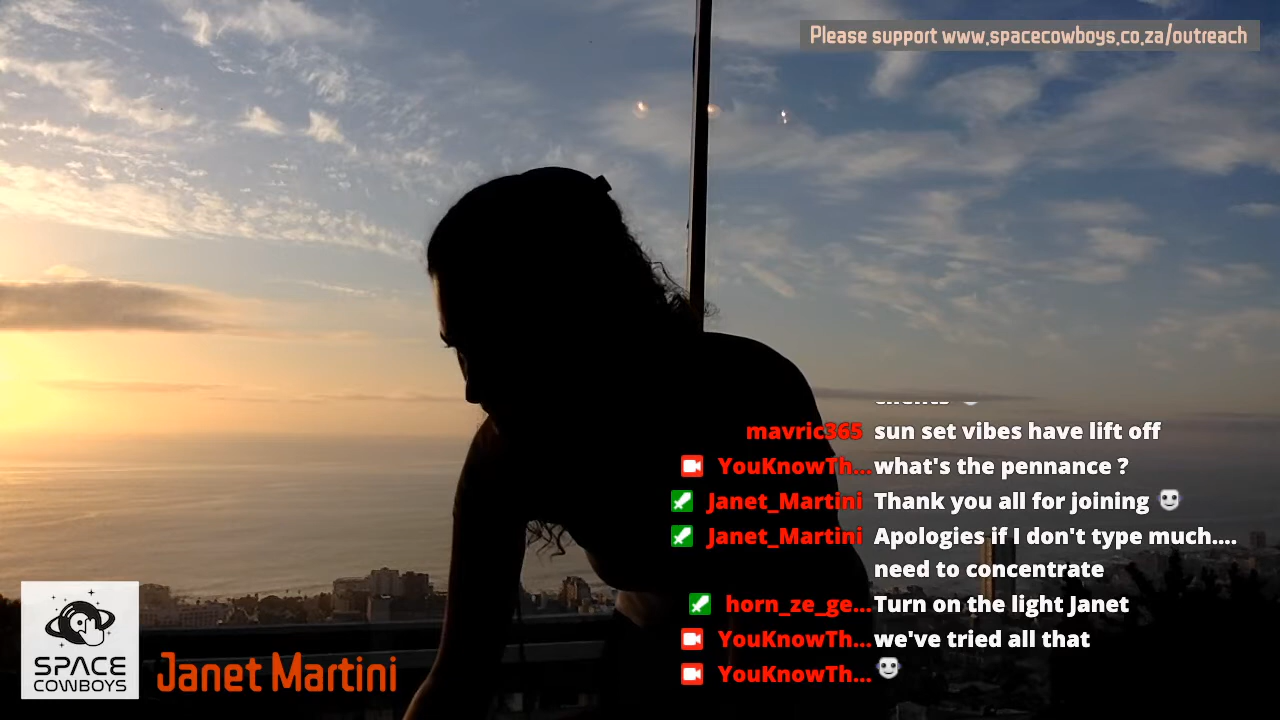 Please support www.spacecowboys.co.za/outreach
mavric365 sun set vibes have lift off
YouKnowTh... what's the pennance ?
Janet_Martini Thank you all for joining
Janet_Martini Apologies if I don't type much....
need to concentrate
horn_ze_ge... Turn on the light Janet
YouKnowTh... we've tried all that
YouKnowTh...
SPACE
COWBOYS
Janet Martini